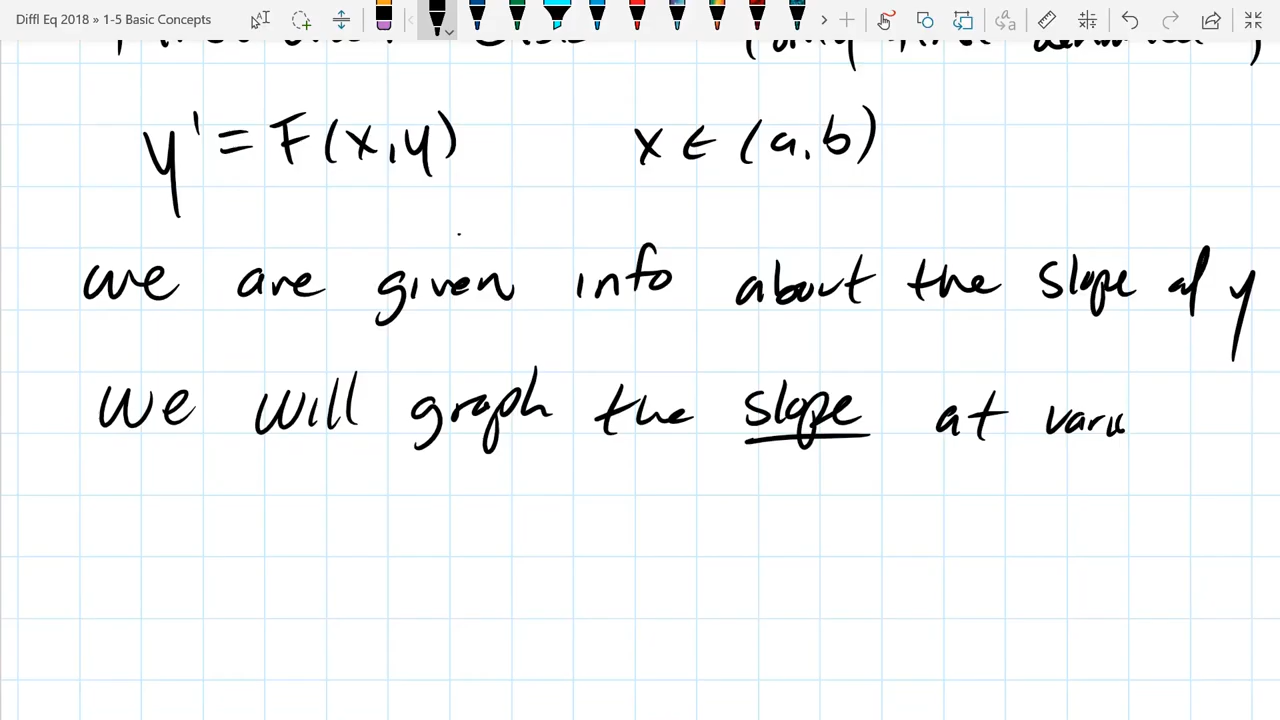 Diffl Eq 2018 » 1-5 Basic Concepts
y' = F(x,y) x ∈ (a,b)
we are given info about the slope of y
We will graph the slope at vari